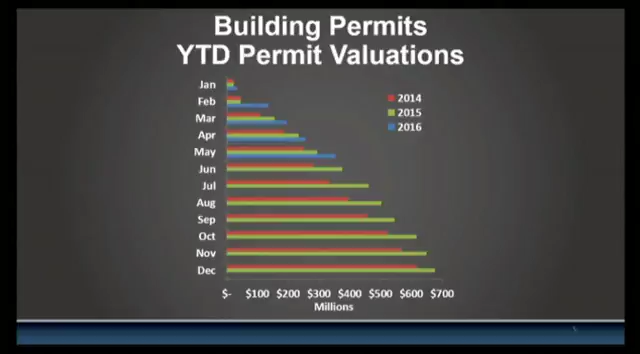 Building Permits
YTD Permit Valuations
Jan
Feb
Mar
Apr
May
Jun
Jul
Aug
Sep
Oct
Nov
Dec
2014
2015
2016
$- $100 $200 $300 $400 $500 $600 $700
Millions